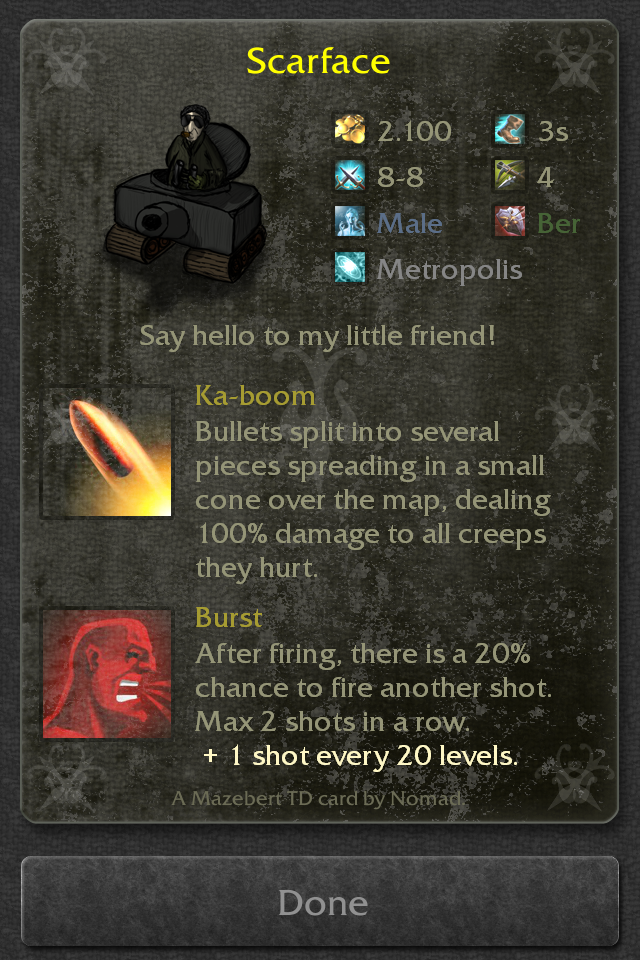 Scarface
2.100 3s
8-8 4
Male Ber
Metropolis
Say hello to my little friend!
Ka-boom
Bullets split into several
pieces spreading in a small
cone over the map, dealing
100% damage to all creeps
they hurt.
Burst
After firing, there is a 20%
chance to fire another shot.
Max 2 shots in a row.
+ 1 shot every 20 levels.
A Mazebert TD card by Nomad.
Done